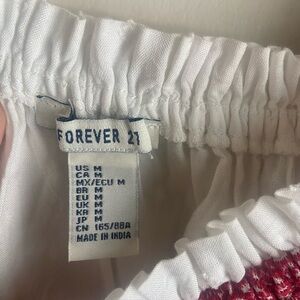 FOREVER 21
US M
CA M
MX/ECU M
BR M
EU M
UK M
KR M
JP M
CN 165/88A
MADE IN INDIA